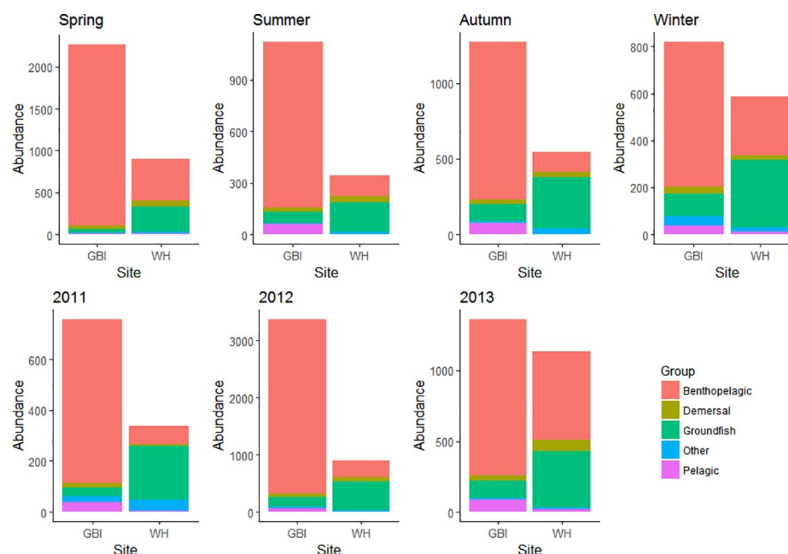 Spring
Abundance
2000
1500
1000
500
0
GBI WH
Site
Summer
Abundance
900
600
300
0
GBI WH
Site
Autumn
Abundance
1000
500
0
GBI WH
Site
Winter
Abundance
800
600
400
200
0
GBI WH
Site
2011
Abundance
600
400
200
0
GBI WH
Site
2012
Abundance
3000
2000
1000
0
GBI WH
Site
2013
Abundance
1000
500
0
GBI WH
Site
Group
Benthopelagic
Demersal
Groundfish
Other
Pelagic